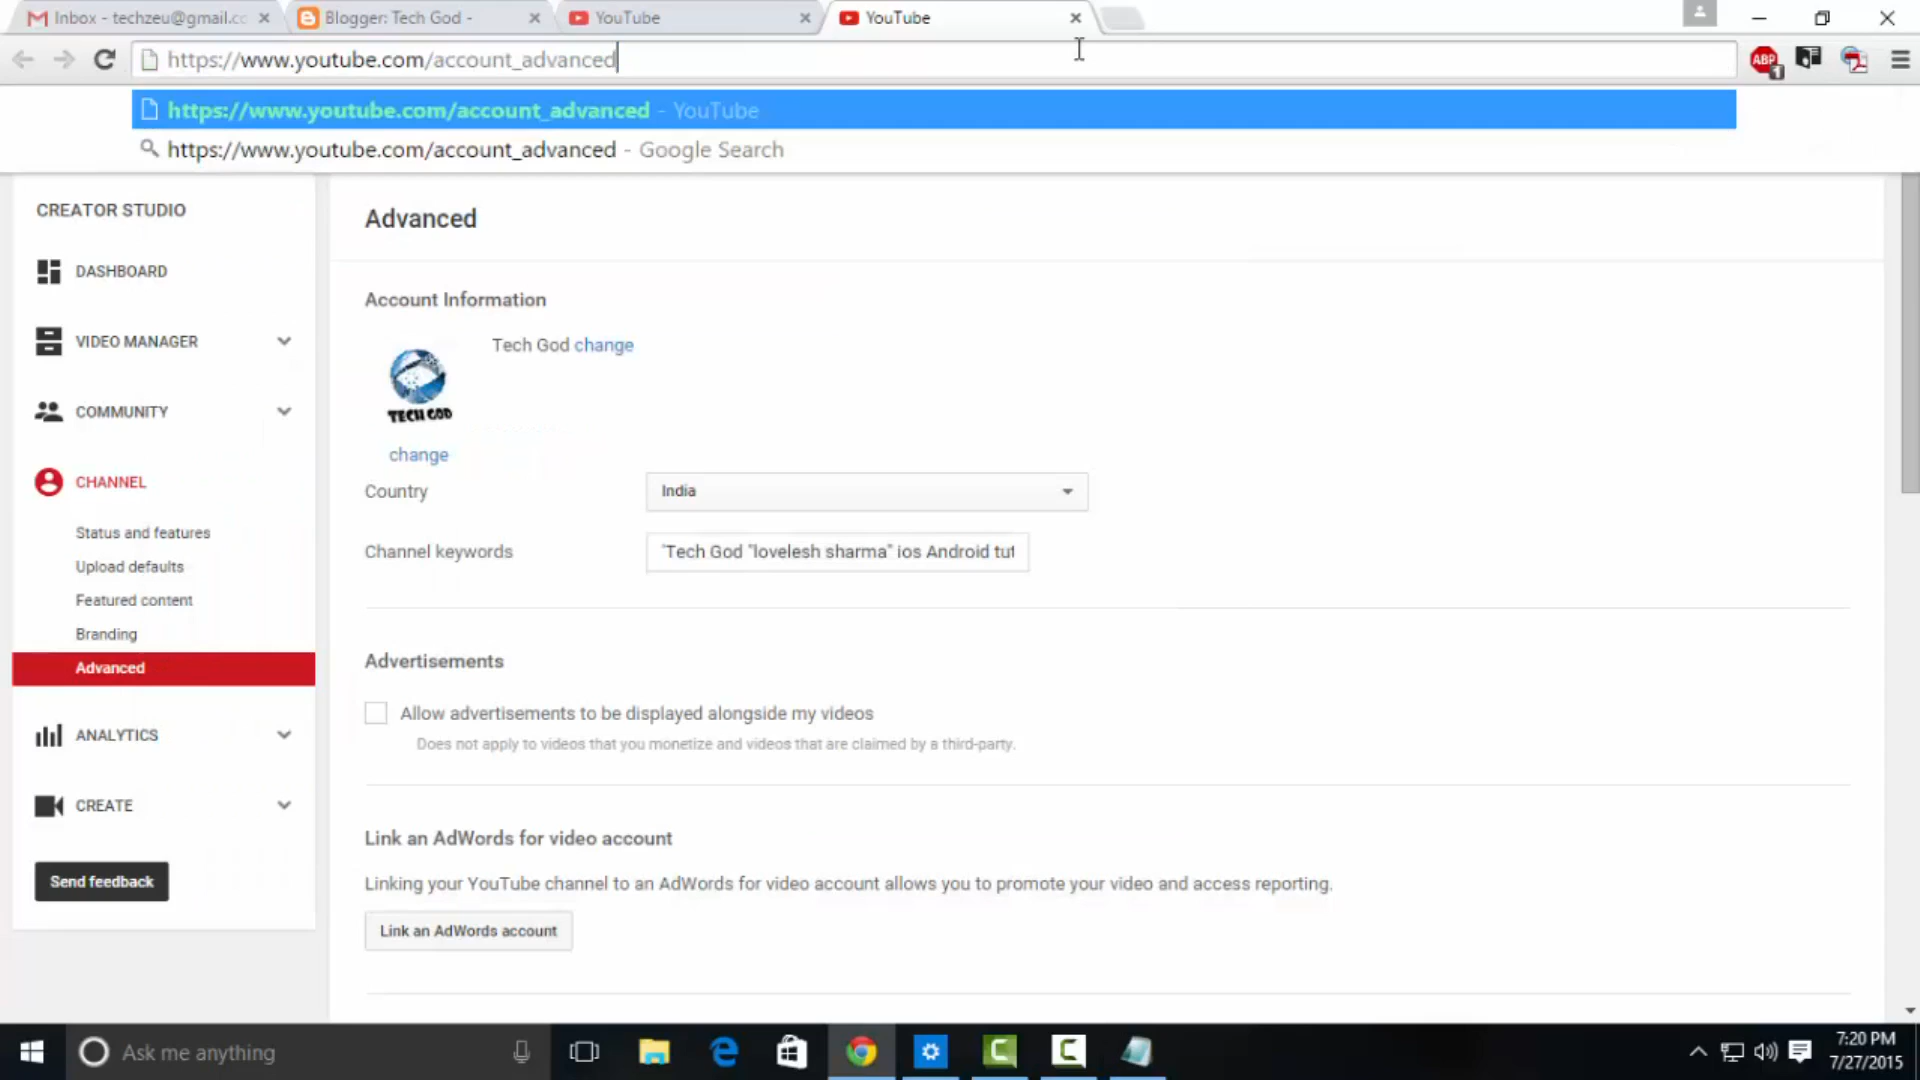 Inbox - techzeu@gmail.co
Blogger: Tech God -
YouTube
YouTube
https://www.youtube.com/account_advanced
ABP
1
https://www.youtube.com/account_advanced - YouTube
https://www.youtube.com/account_advanced - Google Search
CREATOR STUDIO
DASHBOARD
VIDEO MANAGER
COMMUNITY
CHANNEL
Status and features
Upload defaults
Featured content
Branding
Advanced
ANALYTICS
CREATE
Send feedback
Advanced
Account Information
TECH GOD
Tech God change
change
Country
India
Channel keywords
"Tech God "lovelesh sharma" ios Android tut
Advertisements
Allow advertisements to be displayed alongside my videos
Does not apply to videos that you monetize and videos that are claimed by a third-party.
Link an AdWords for video account
Linking your YouTube channel to an AdWords for video account allows you to promote your video and access reporting.
Link an AdWords account
Ask me anything
7:20 PM
7/27/2015